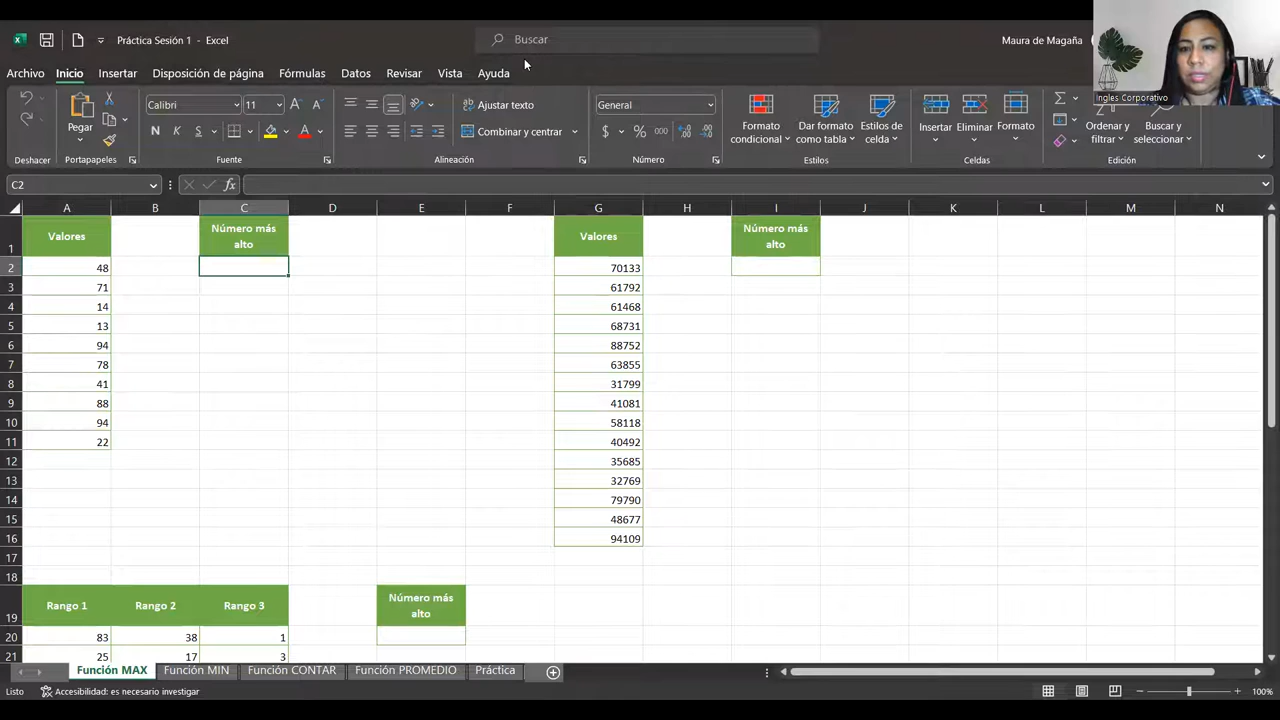 Práctica Sesión 1 - Excel
Buscar
Maura de Magaña
Ingles Corporativo
Archivo Inicio Insertar Disposición de página Fórmulas Datos Revisar Vista Ayuda
Pegar
Calibri 11
N K S
Ajustar texto
Combinar y centrar
General
$ % 000
Formato condicional
Dar formato como tabla
Estilos de celda
Insertar
Eliminar
Formato
Ordenar y filtrar
Buscar y seleccionar
Deshacer Portapapeles Fuente Alineación Número Estilos Celdas Edición
C2 fx
A B C D E F G H I J K L M N
1 Valores Número más alto Valores Número más alto
2 48 70133
3 71 61792
4 14 61468
5 13 68731
6 94 88752
7 78 63855
8 41 31799
9 88 41081
10 94 58118
11 22 40492
12 35685
13 32769
14 79790
15 48677
16 94109
17
18
19 Rango 1 Rango 2 Rango 3 Número más alto
20 83 38 1
21 25 17 3
Función MAX Función MIN Función CONTAR Función PROMEDIO Práctica
Listo Accesibilidad: es necesario investigar 100%